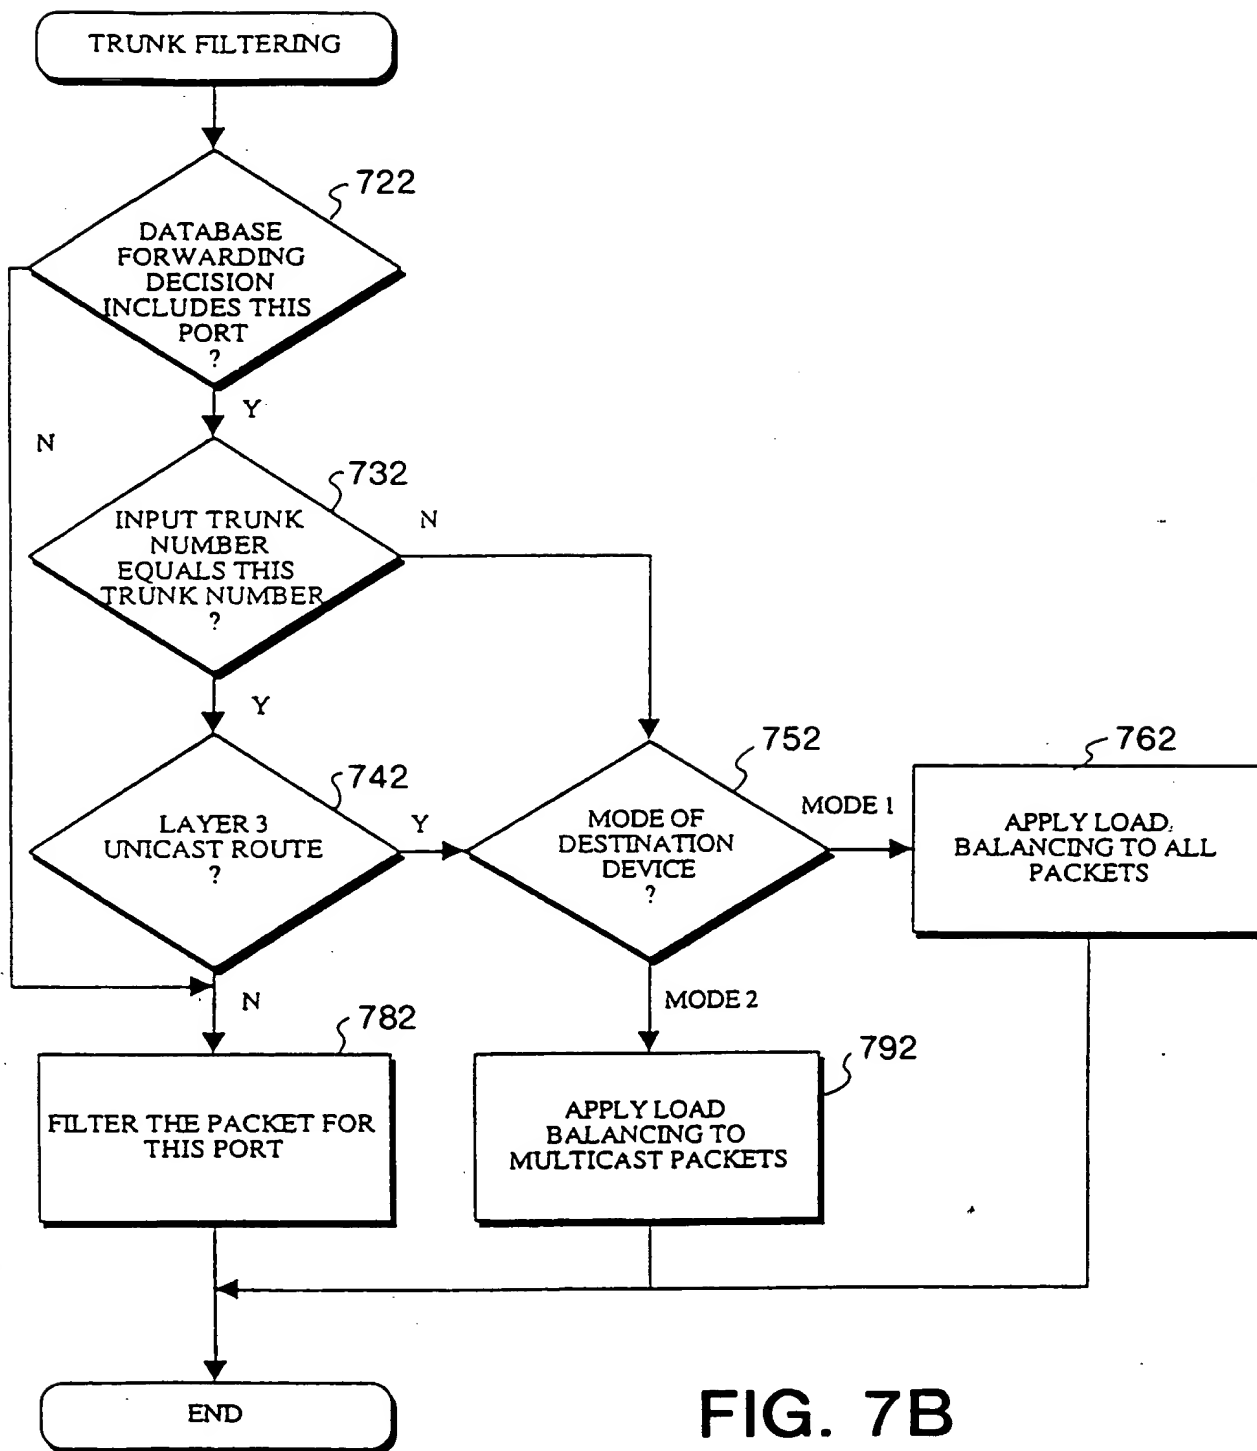 TRUNK FILTERING
722
DATABASE
FORWARDING
DECISION
INCLUDES THIS
PORT
?
Y
N
732
INPUT TRUNK
NUMBER
EQUALS THIS
TRUNK NUMBER
?
N
Y
742
LAYER 3
UNICAST ROUTE
?
Y
N
752
MODE OF
DESTINATION
DEVICE
?
MODE 1
MODE 2
762
APPLY LOAD
BALANCING TO ALL
PACKETS
782
FILTER THE PACKET FOR
THIS PORT
792
APPLY LOAD
BALANCING TO
MULTICAST PACKETS
END
FIG. 7B